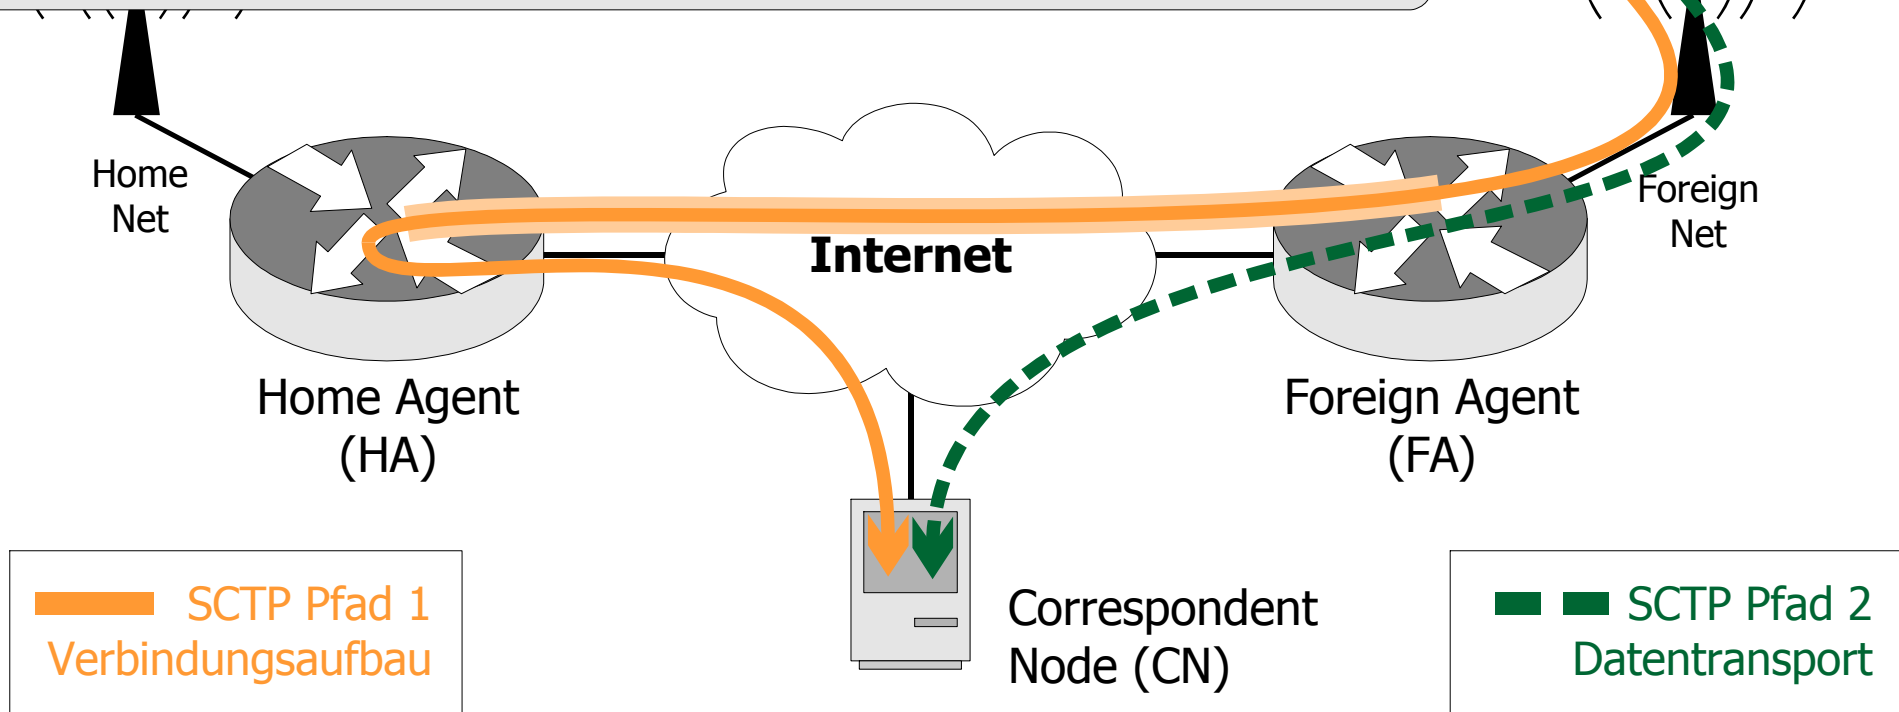 Home
Net
Foreign
Net
Internet
Home Agent
(HA)
Foreign Agent
(FA)
SCTP Pfad 1
Verbindungsaufbau
Correspondent
Node (CN)
SCTP Pfad 2
Datentransport